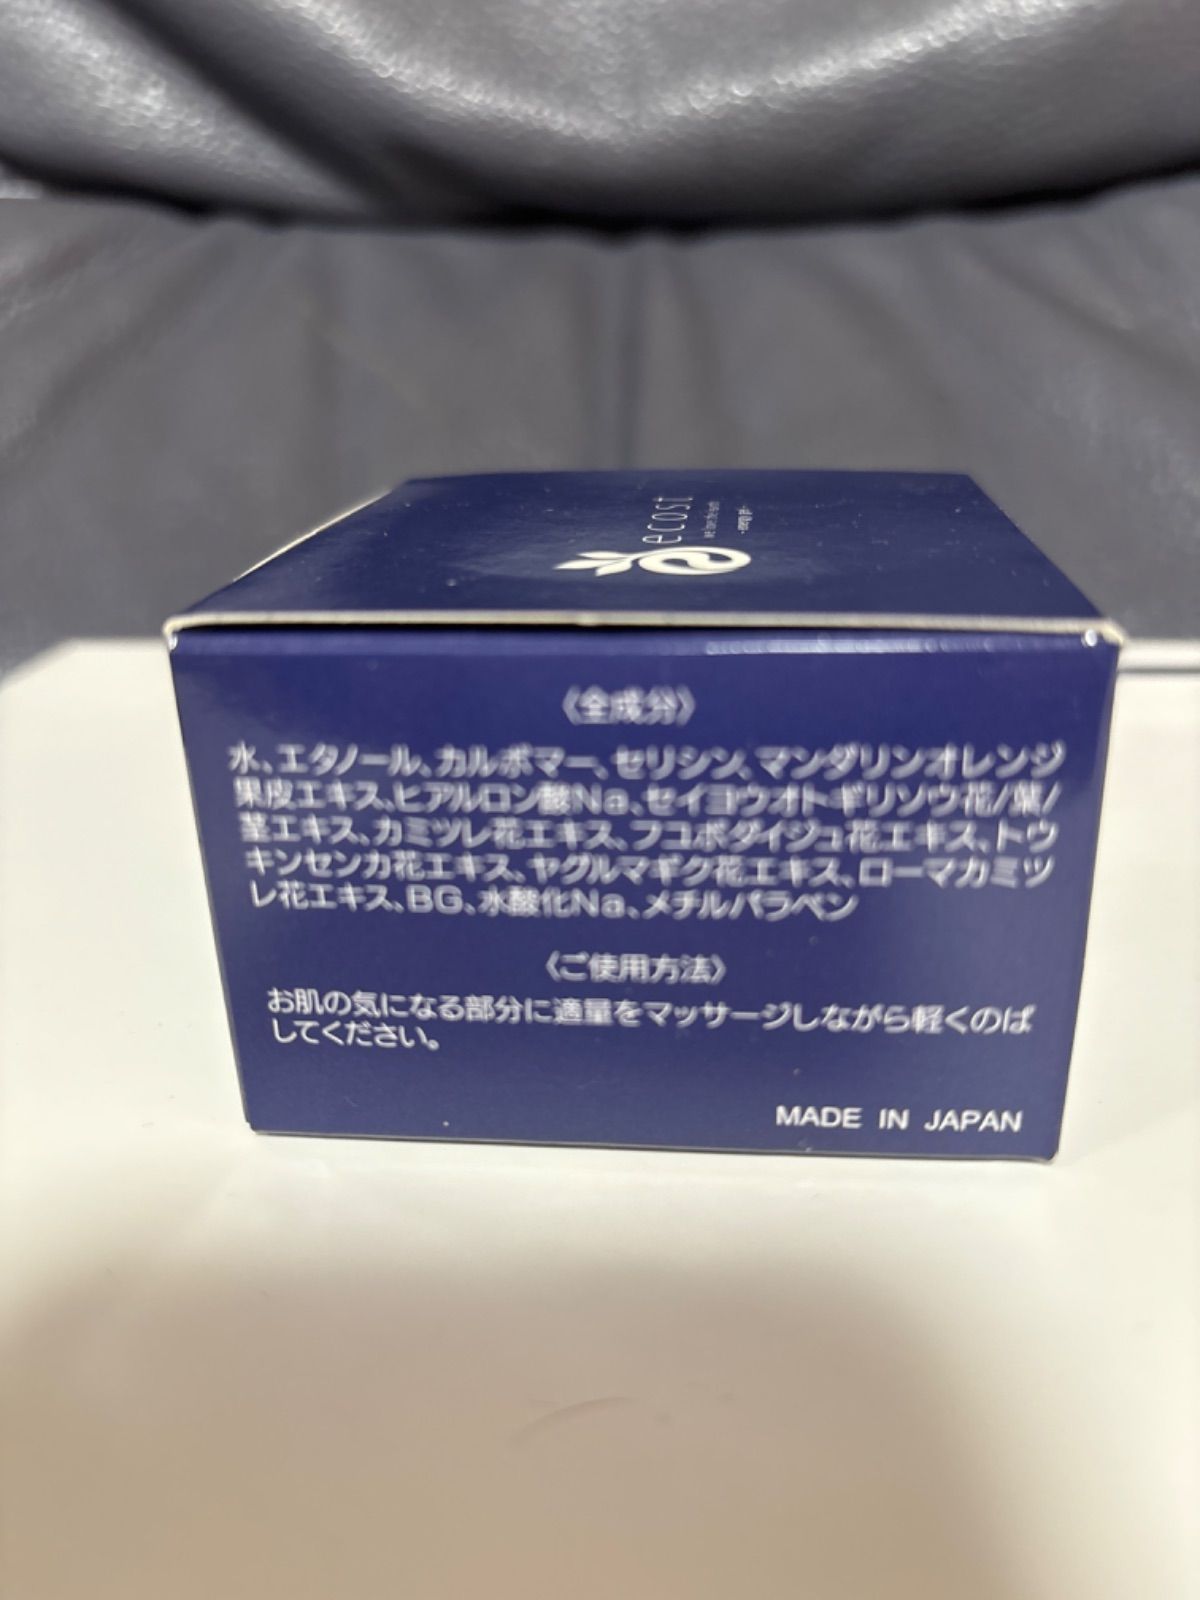 ecost
we love the earth
- energy gel -
〈全成分〉
水、エタノール、カルボマー、セリシン、マンダリンオレンジ
果皮エキス、ヒアルロン酸Na、セイヨウオトギリソウ花/葉/
茎エキス、カミツレ花エキス、フユボダイジュ花エキス、トウ
キンセンカ花エキス、ヤグルマギク花エキス、ローマカミツ
レ花エキス、BG、水酸化Na、メチルパラベン
〈ご使用方法〉
お肌の気になる部分に適量をマッサージしながら軽くのば
してください。
MADE IN JAPAN